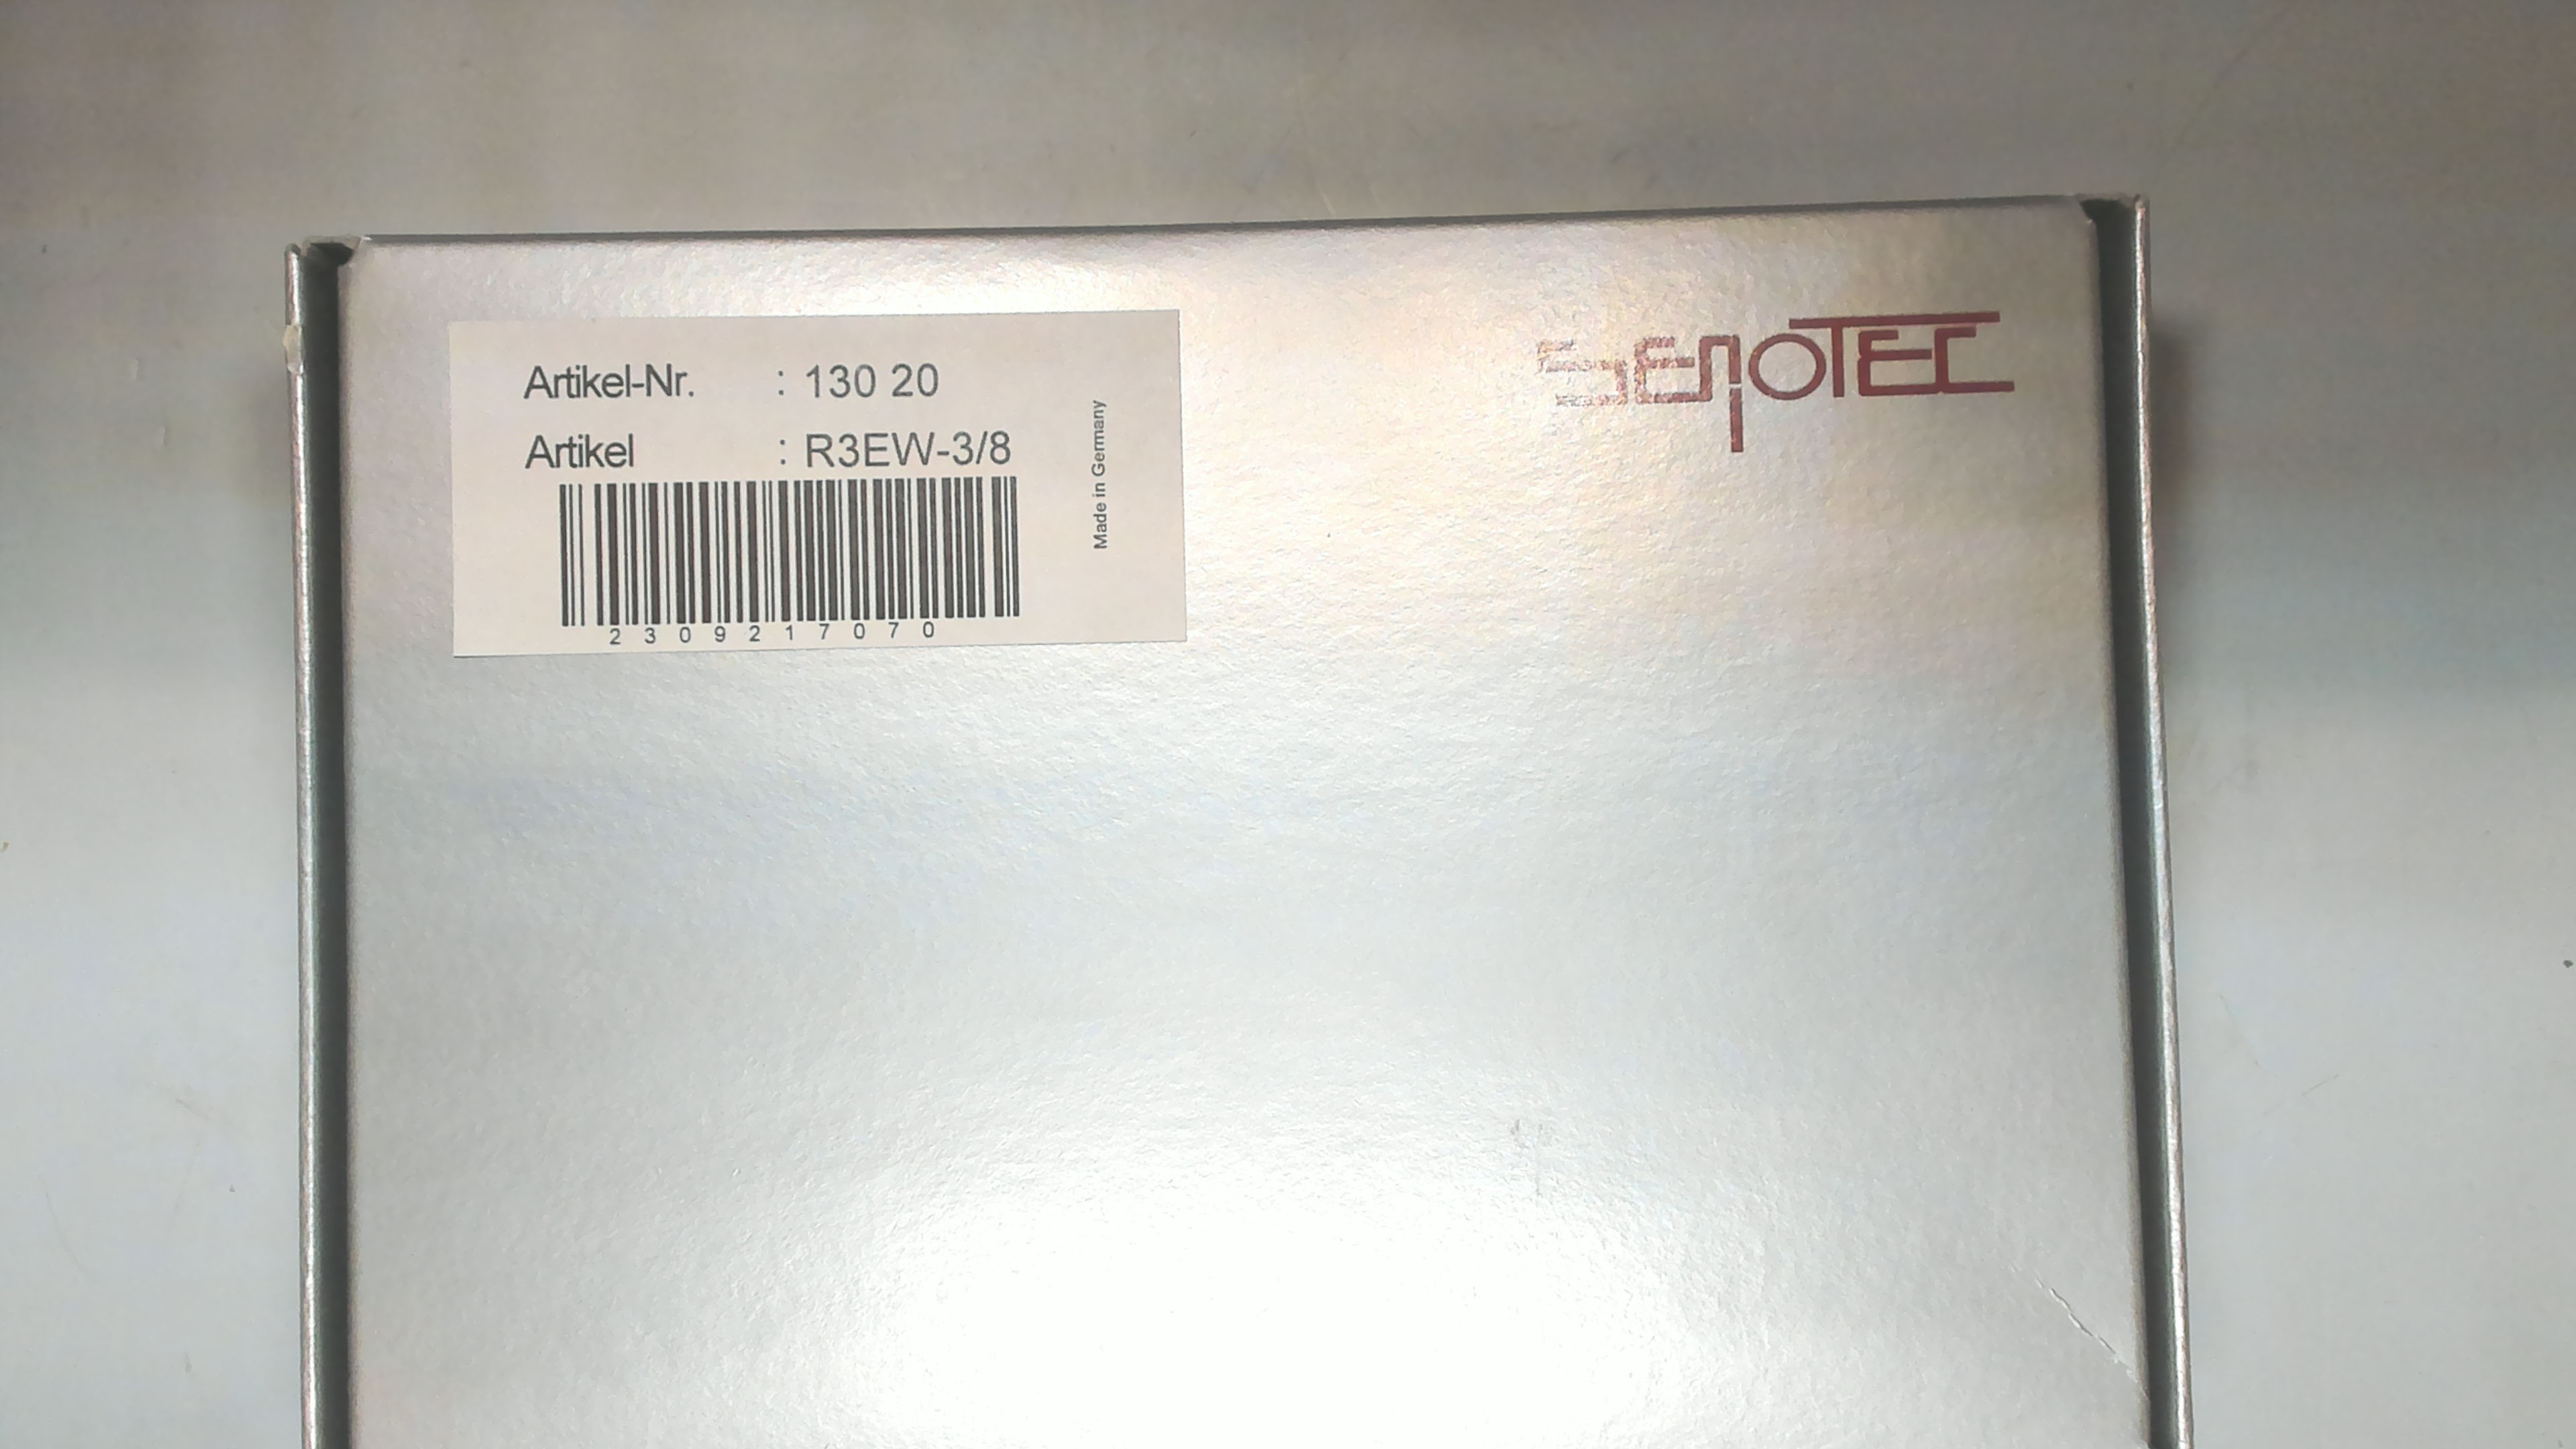 Artikel-Nr. : 130 20
Artikel : R3EW-3/8
2309217070
Made in Germany
SENOTEC